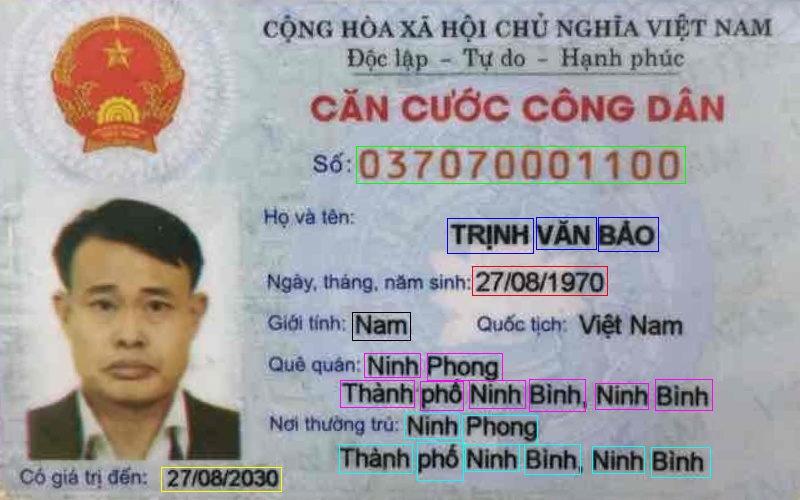 CỘNG HÒA XÃ HỘI CHỦ NGHĨA VIỆT NAM
Độc lập - Tự do - Hạnh phúc
CĂN CƯỚC CÔNG DÂN
Số: 037070001100
Họ và tên:
TRỊNH VĂN BẢO
Ngày, tháng, năm sinh: 27/08/1970
Giới tính: Nam Quốc tịch: Việt Nam
Quê quán: Ninh Phong
Thành phố Ninh Bình, Ninh Bình
Nơi thường trú: Ninh Phong
Thành phố Ninh Bình, Ninh Bình
Có giá trị đến: 27/08/2030